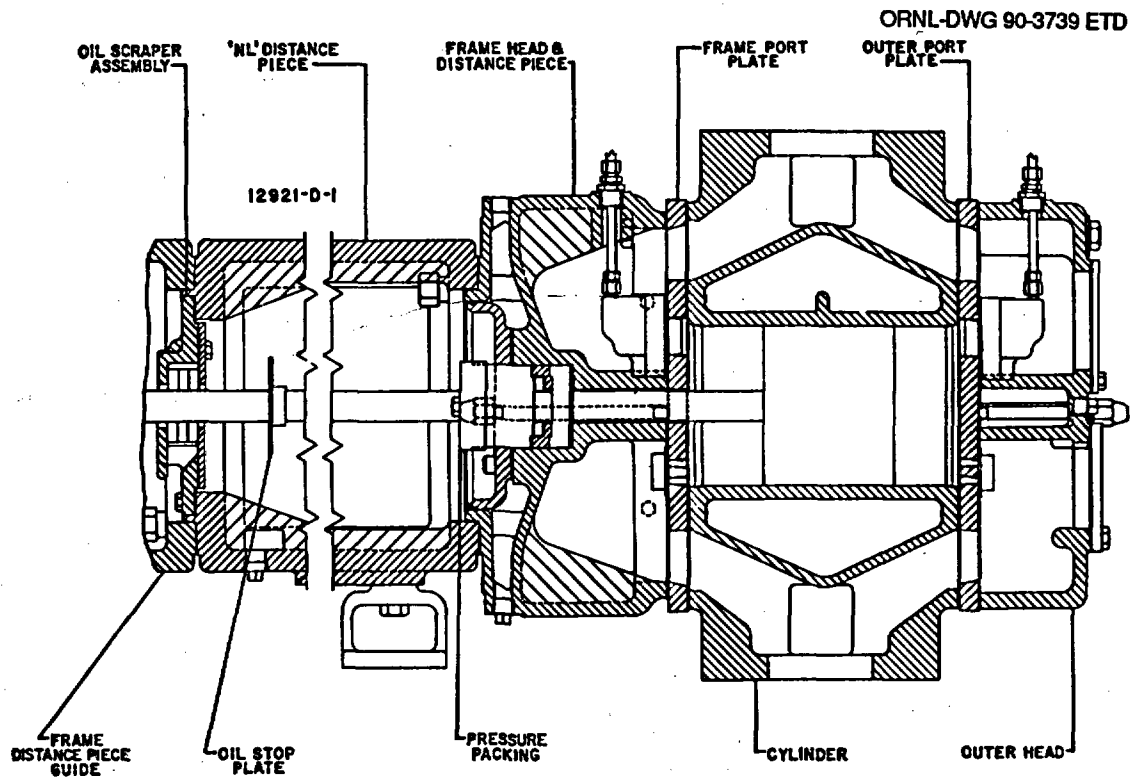 ORNL-DWG 90-3739 ETD
OIL SCRAPER
ASSEMBLY
'NL' DISTANCE
PIECE
FRAME HEAD &
DISTANCE PIECE
FRAME PORT
PLATE
OUTER PORT
PLATE
12921-D-1
FRAME
DISTANCE PIECE
GUIDE
OIL STOP
PLATE
PRESSURE
PACKING
CYLINDER
OUTER HEAD